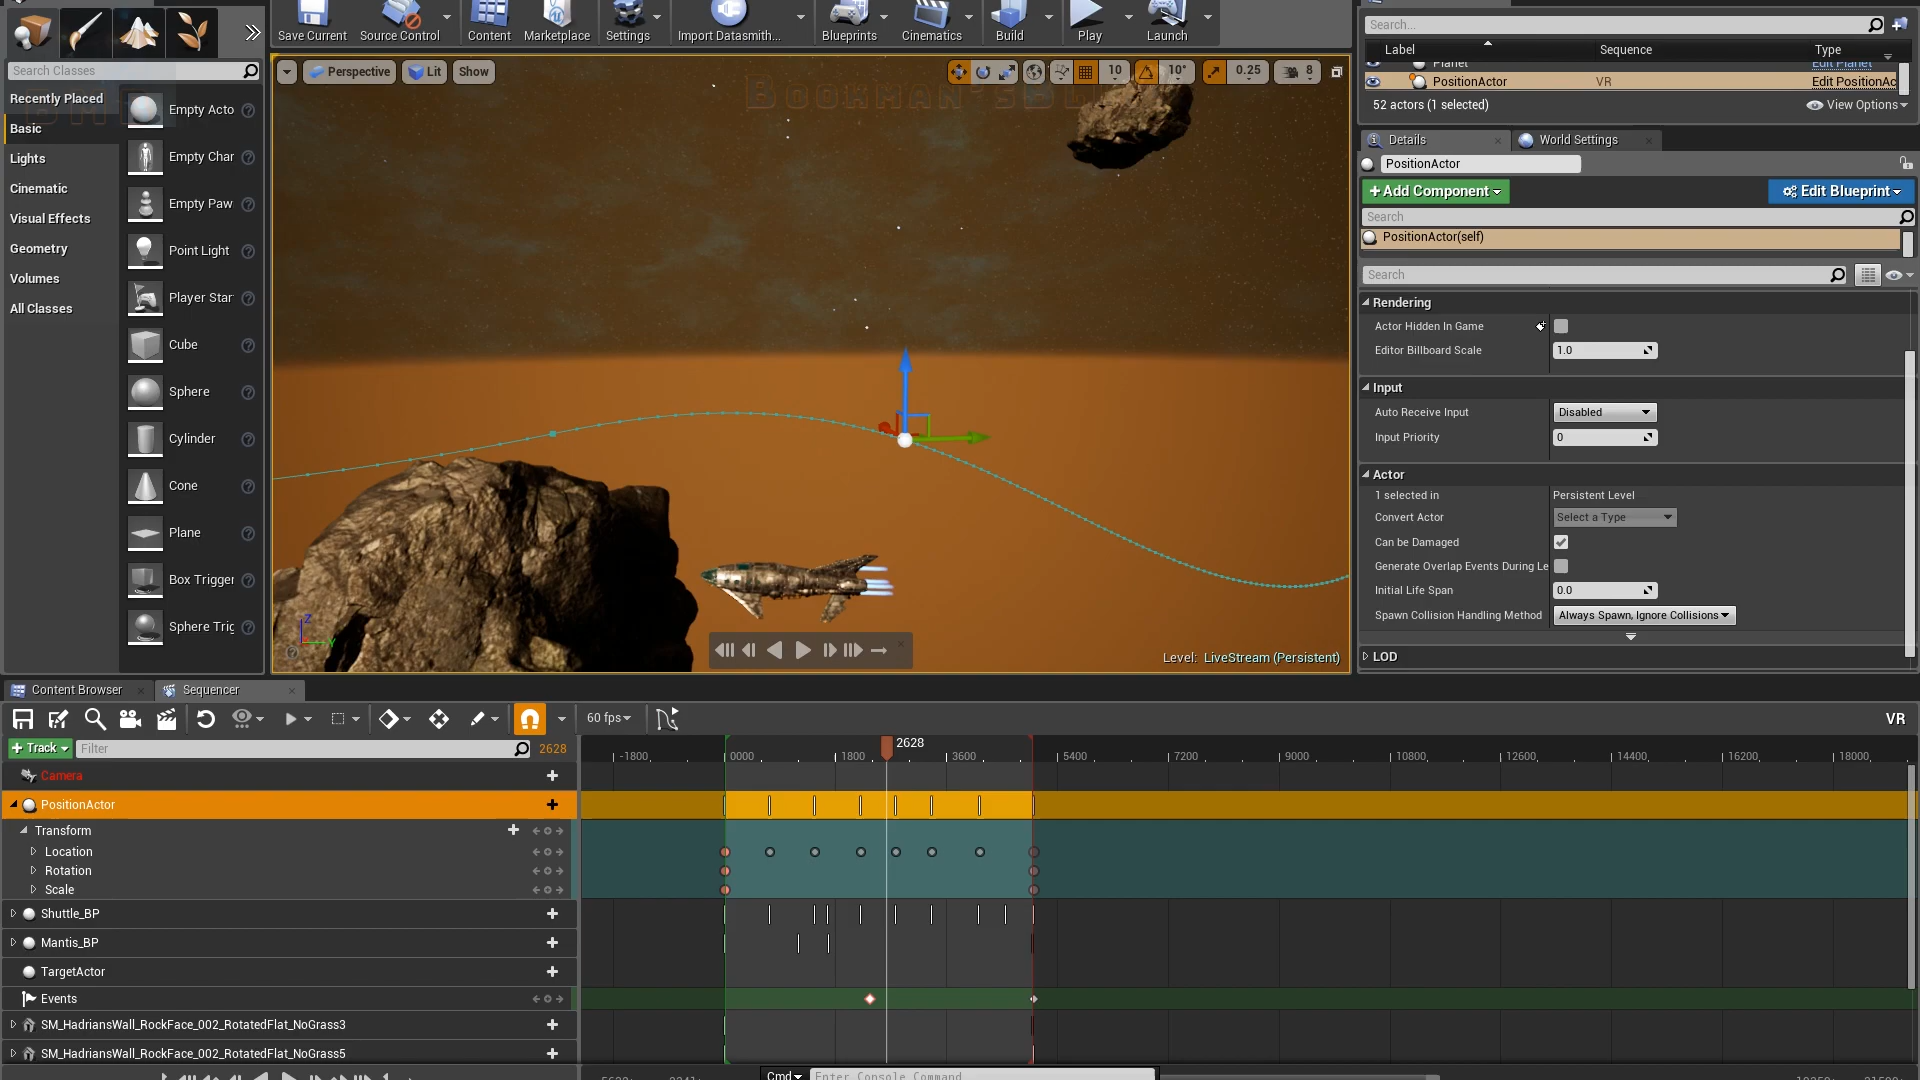 Save Current
Source Control
Content
Marketplace
Settings
Import Datasmith...
Blueprints
Cinematics
Build
Play
Launch
Search Classes
Recently Placed
Basic
Lights
Cinematic
Visual Effects
Geometry
Volumes
All Classes
Empty Acto
Empty Char
Empty Paw
Point Light
Player Star
Cube
Sphere
Cylinder
Cone
Plane
Box Trigger
Sphere Trig
Perspective
Lit
Show
10
10°
0.25
8
Level: LiveStream (Persistent)
Search...
Label
Sequence
Type
Planet
Edit Planet
PositionActor
VR
Edit PositionAc
52 actors (1 selected)
View Options
Details
World Settings
PositionActor
+Add Component
Edit Blueprint
Search
PositionActor(self)
Search
Rendering
Actor Hidden In Game
Editor Billboard Scale
1.0
Input
Auto Receive Input
Disabled
Input Priority
0
Actor
1 selected in
Persistent Level
Convert Actor
Select a Type
Can be Damaged
Generate Overlap Events During Le
Initial Life Span
0.0
Spawn Collision Handling Method
Always Spawn, Ignore Collisions
LOD
Content Browser
Sequencer
60 fps
VR
+ Track
Filter
2628
2628
-1800
0000
1800
3600
5400
7200
9000
10800
12600
14400
16200
18000
Camera
PositionActor
Transform
Location
Rotation
Scale
Shuttle_BP
Mantis_BP
TargetActor
Events
SM_HadriansWall_RockFace_002_RotatedFlat_NoGrass3
SM_HadriansWall_RockFace_002_RotatedFlat_NoGrass5
Cmd
Enter Console Command